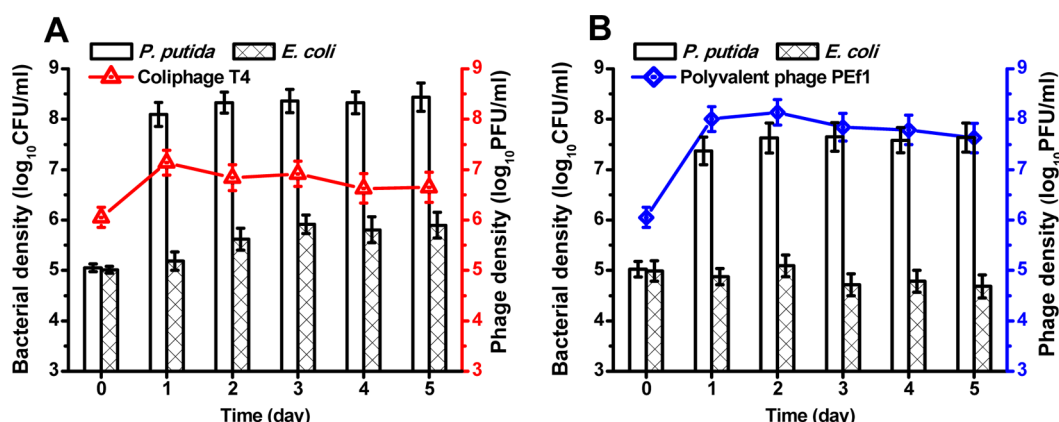 A
P. putida E. coli
Coliphage T4
Bacterial density (log10CFU/ml)
9
8
7
6
5
4
3
9
8
7
6
5
4
3
Phage density (log10PFU/ml)
0 1 2 3 4 5
Time (day)
B
P. putida E. coli
Polyvalent phage PEf1
Bacterial density (log10CFU/ml)
9
8
7
6
5
4
3
9
8
7
6
5
4
3
Phage density (log10PFU/ml)
0 1 2 3 4 5
Time (day)